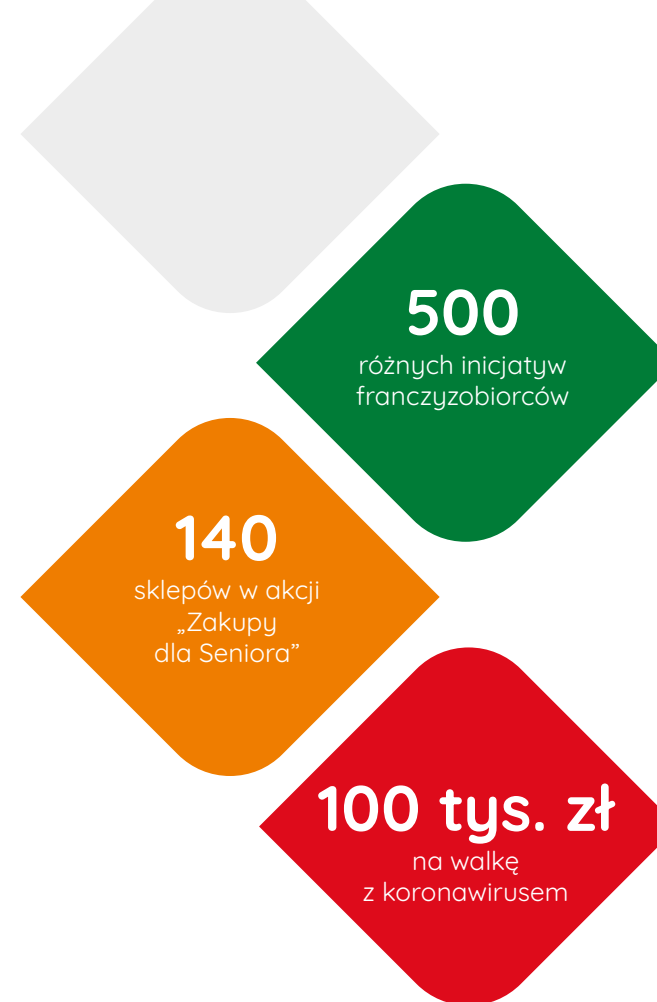 500
różnych inicjatyw
franczyzobiorców
140
sklepów w akcji
„Zakupy
dla Seniora”
100 tys. zł
na walkę
z koronawirusem